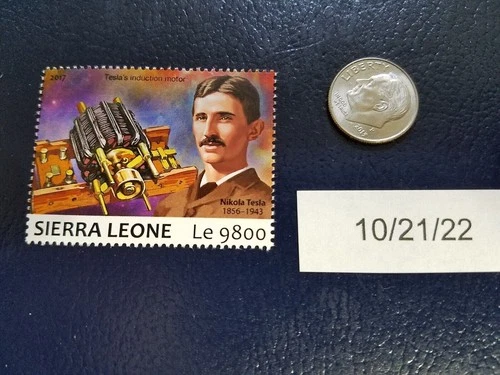 2017
Tesla's induction motor
Nikola Tesla
1856–1943
SIERRA LEONE Le 9800
LIBERTY
10/21/22